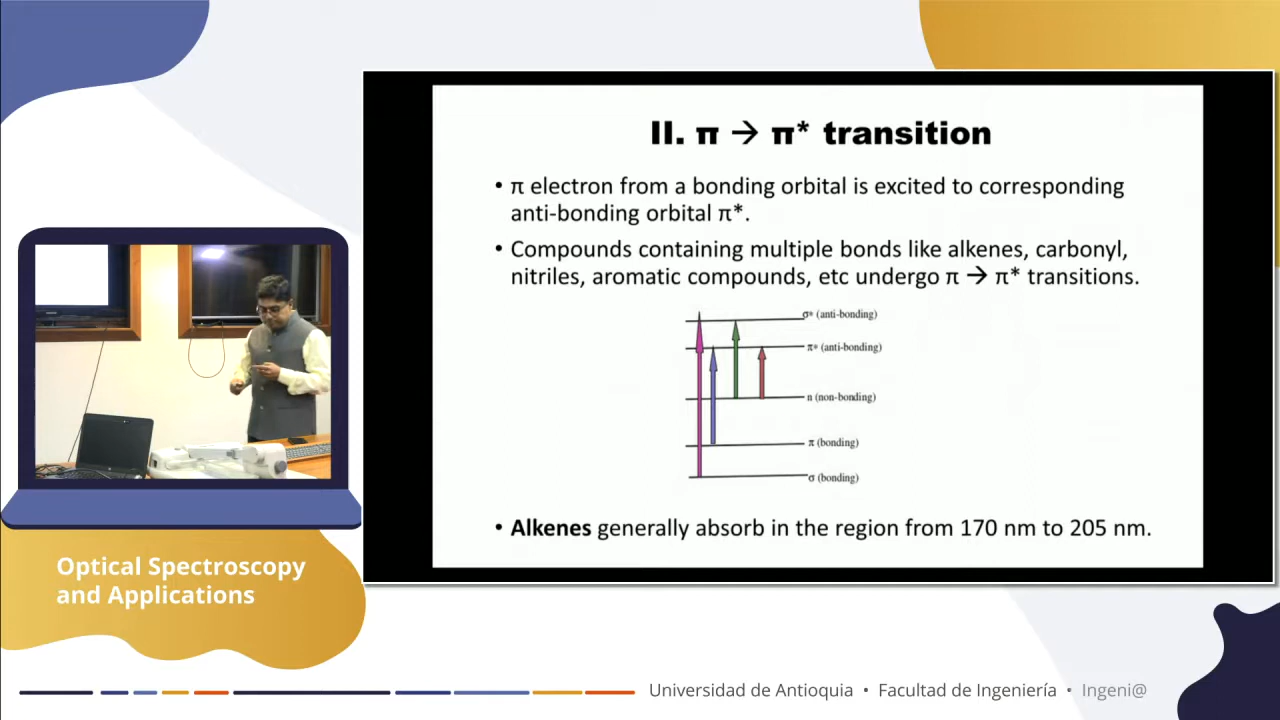 II. π → π* transition
• π electron from a bonding orbital is excited to corresponding
anti-bonding orbital π*.
• Compounds containing multiple bonds like alkenes, carbonyl,
nitriles, aromatic compounds, etc undergo π → π* transitions.
σ* (anti-bonding)
π* (anti-bonding)
n (non-bonding)
π (bonding)
σ (bonding)
• Alkenes generally absorb in the region from 170 nm to 205 nm.
Optical Spectroscopy
and Applications
Universidad de Antioquia • Facultad de Ingeniería • Ingeni@